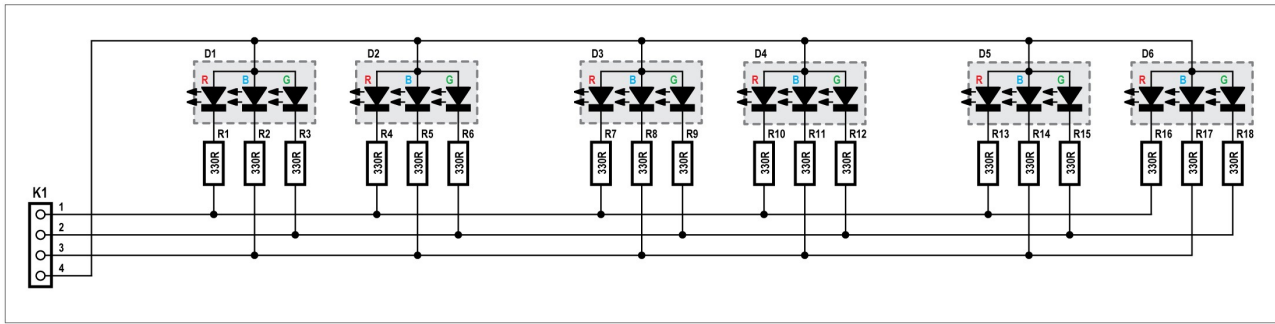 D1 D2 D3 D4 D5 D6
R B G R B G R B G R B G R B G R B G
R1 R2 R3 R4 R5 R6 R7 R8 R9 R10 R11 R12 R13 R14 R15 R16 R17 R18
330R 330R 330R 330R 330R 330R 330R 330R 330R 330R 330R 330R 330R 330R 330R 330R 330R 330R
K1
1
2
3
4